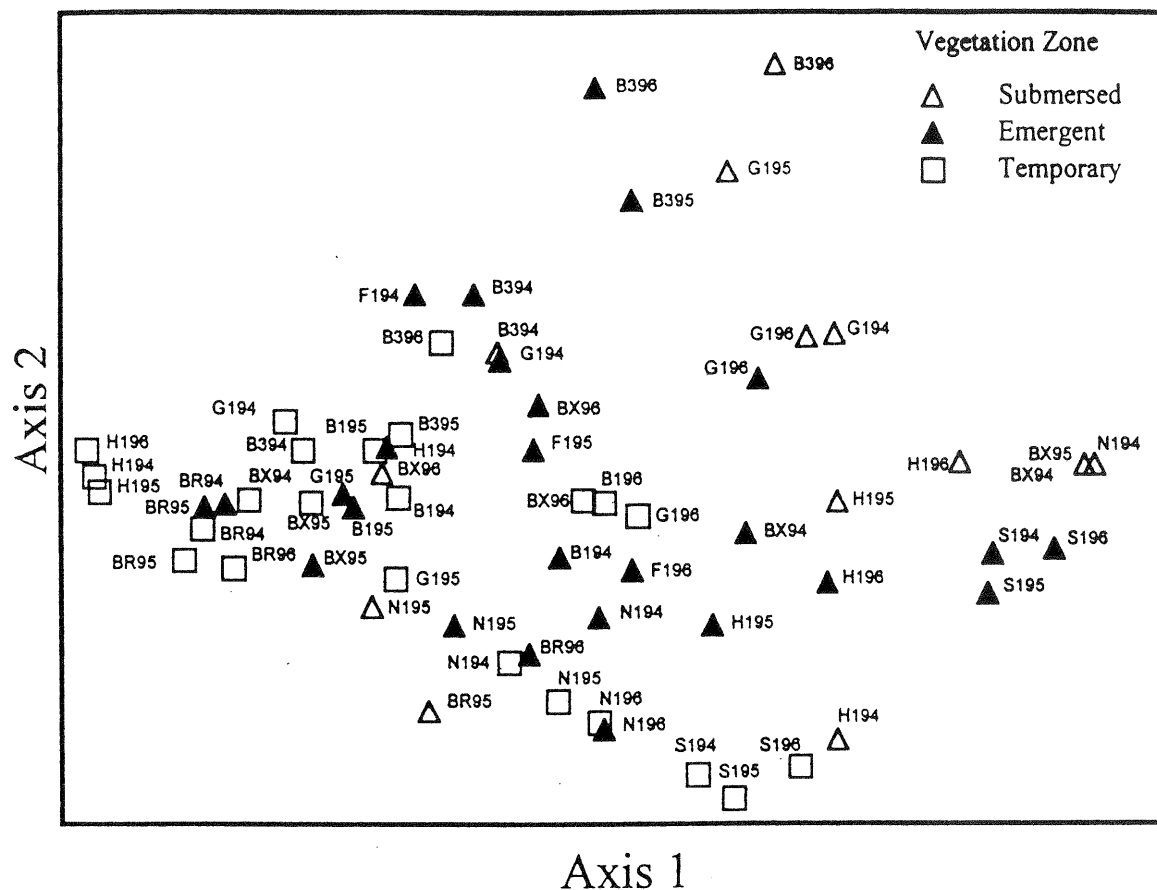 Vegetation Zone
Submersed
Emergent
Temporary
B396
B396
G195
B395
F194
B394
B396
B394
G194
G196
G194
G196
G194
B195
B395
BX96
F195
H196
H194
H195
B394
H194
BX96
BR94
BX94
G195
BR95
BX95
B195
B194
BX96
B196
G196
H196
BX95
N194
BX94
H195
BX94
BR94
BR95
BR96
BX95
G195
B194
F196
S194
S196
S195
H196
N195
N195
N194
H195
BR96
N194
BR95
N195
N196
N196
H194
S194
S196
S195
Axis 2
Axis 1